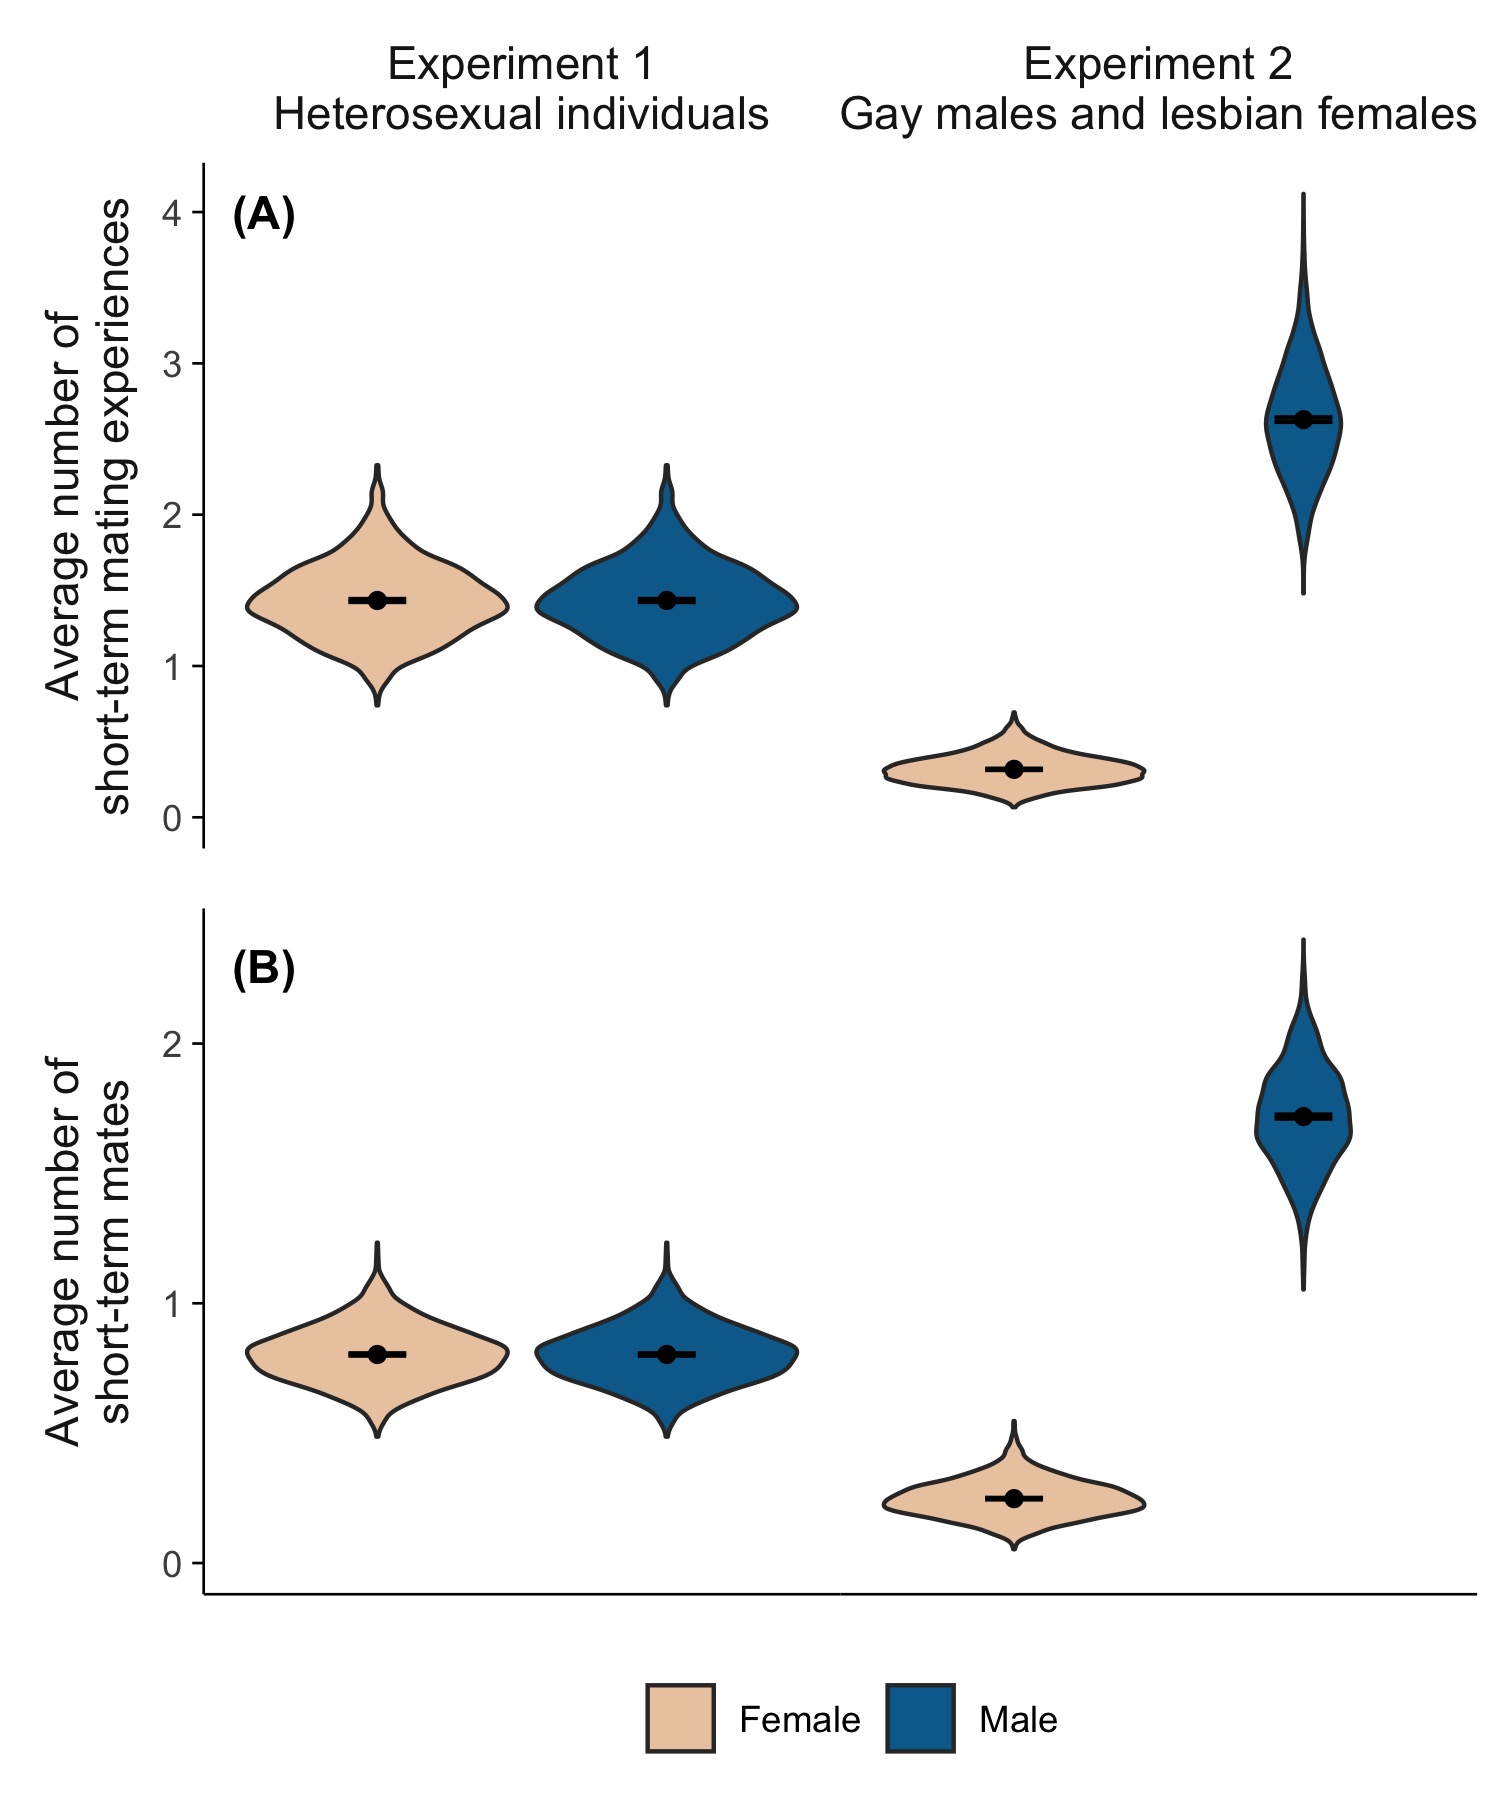 Experiment 1
Heterosexual individuals
Experiment 2
Gay males and lesbian females
(A)
Average number of
short-term mating experiences
4
3
2
1
0
(B)
Average number of
short-term mates
2
1
0
Female
Male